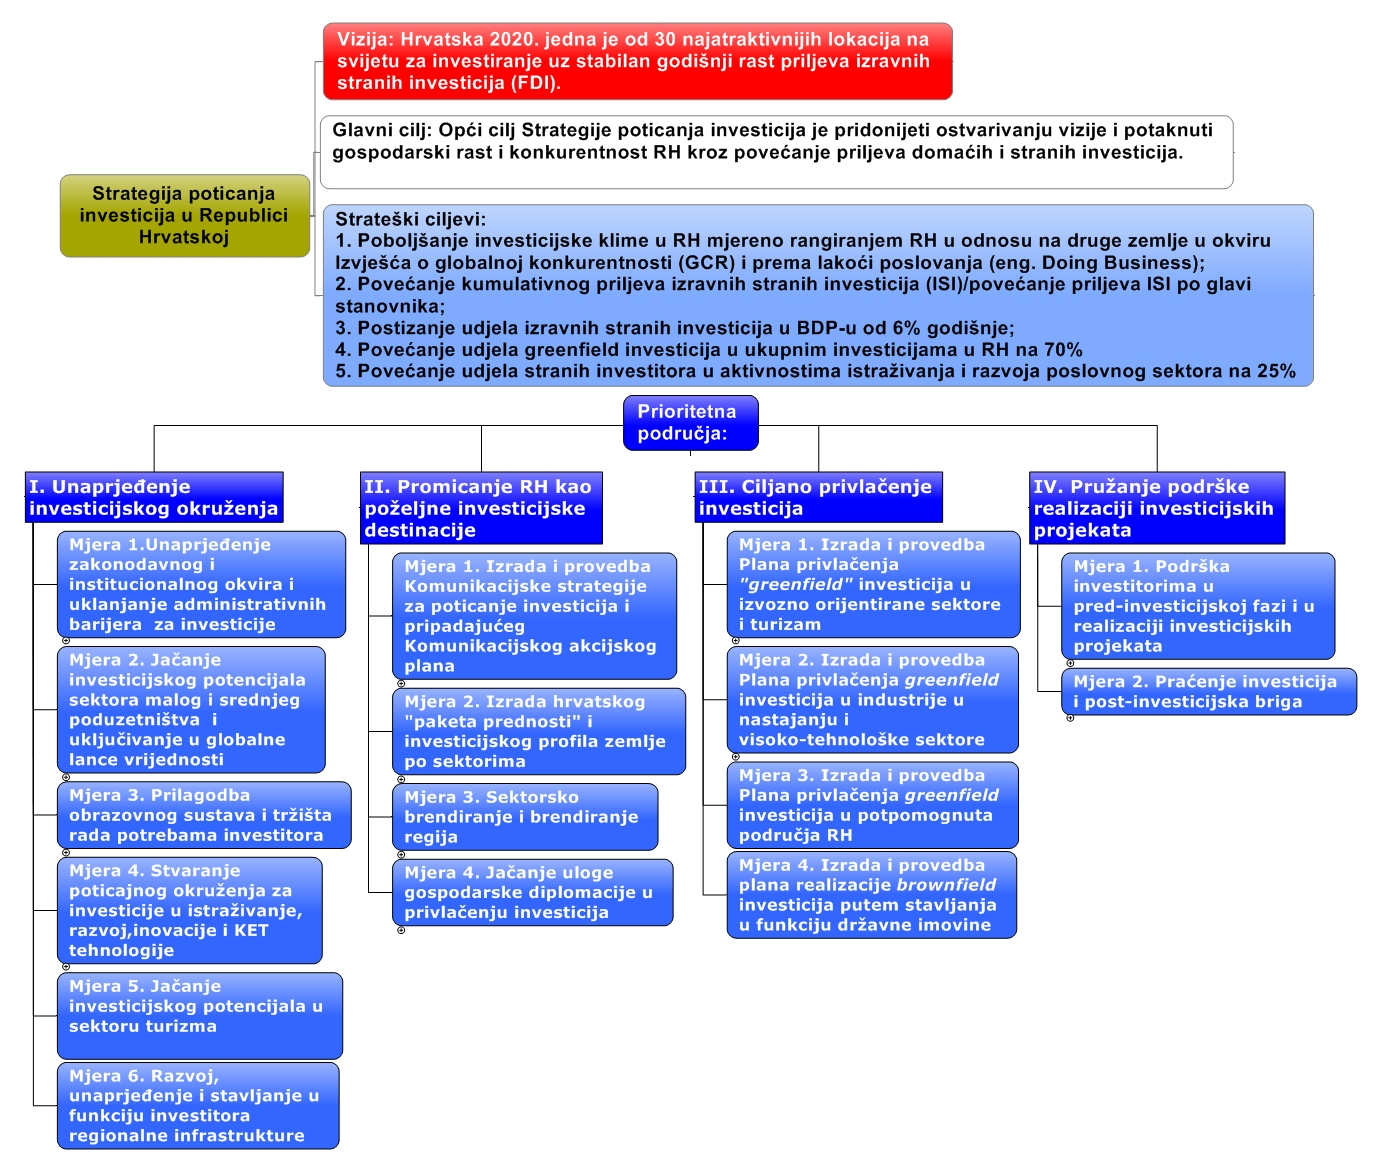 Vizija: Hrvatska 2020. jedna je od 30 najatraktivnijih lokacija na
svijetu za investiranje uz stabilan godišnji rast priljeva izravnih
stranih investicija (FDI).
Glavni cilj: Opći cilj Strategije poticanja investicija je pridonijeti ostvarivanju vizije i potaknuti
gospodarski rast i konkurentnost RH kroz povećanje priljeva domaćih i stranih investicija.
Strategija poticanja
investicija u Republici
Hrvatskoj
Strateški ciljevi:
1. Poboljšanje investicijske klime u RH mjereno rangiranjem RH u odnosu na druge zemlje u okviru
Izvješća o globalnoj konkurentnosti (GCR) i prema lakoći poslovanja (eng. Doing Business);
2. Povećanje kumulativnog priljeva izravnih stranih investicija (ISI)/povećanje priljeva ISI po glavi
stanovnika;
3. Postizanje udjela izravnih stranih investicija u BDP-u od 6% godišnje;
4. Povećanje udjela greenfield investicija u ukupnim investicijama u RH na 70%
5. Povećanje udjela stranih investitora u aktivnostima istraživanja i razvoja poslovnog sektora na 25%
Prioritetna
područja:
I. Unaprjeđenje
investicijskog okruženja
Mjera 1.Unaprjeđenje
zakonodavnog i
institucionalnog okvira i
uklanjanje administrativnih
barijera  za investicije
Mjera 2. Jačanje
investicijskog potencijala
sektora malog i srednjeg
poduzetništva  i
uključivanje u globalne
lance vrijednosti
Mjera 3. Prilagodba
obrazovnog sustava i tržišta
rada potrebama investitora
Mjera 4. Stvaranje
poticajnog okruženja za
investicije u istraživanje,
razvoj,inovacije i KET
tehnologije
Mjera 5. Jačanje
investicijskog potencijala u
sektoru turizma
Mjera 6. Razvoj,
unaprjeđenje i stavljanje u
funkciju investitora
regionalne infrastrukture
II. Promicanje RH kao
poželjne investicijske
destinacije
Mjera 1. Izrada i provedba
Komunikacijske strategije
za poticanje investicija i
pripadajućeg
Komunikacijskog akcijskog
plana
Mjera 2. Izrada hrvatskog
"paketa prednosti" i
investicijskog profila zemlje
po sektorima
Mjera 3. Sektorsko
brendiranje i brendiranje
regija
Mjera 4. Jačanje uloge
gospodarske diplomacije u
privlačenju investicija
III. Ciljano privlačenje
investicija
Mjera 1. Izrada i provedba
Plana privlačenja
"greenfield" investicija u
izvozno orijentirane sektore
i turizam
Mjera 2. Izrada i provedba
Plana privlačenja greenfield
investicija u industrije u
nastajanju i
visoko-tehnološke sektore
Mjera 3. Izrada i provedba
Plana privlačenja greenfield
investicija u potpomognuta
područja RH
Mjera 4. Izrada i provedba
plana realizacije brownfield
investicija putem stavljanja
u funkciju državne imovine
IV. Pružanje podrške
realizaciji investicijskih
projekata
Mjera 1. Podrška
investitorima u
pred-investicijskoj fazi i u
realizaciji investicijskih
projekata
Mjera 2. Praćenje investicija
i post-investicijska briga